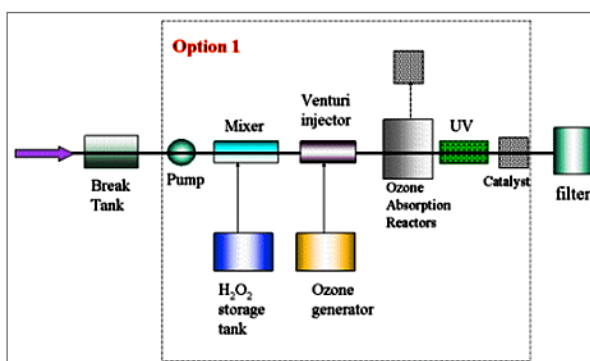 Option 1
Mixer
Venturi
injector
UV
Break
Tank
Pump
Ozone
Absorption
Reactors
Catalyst
filter
H₂O₂
storage
tank
Ozone
generator